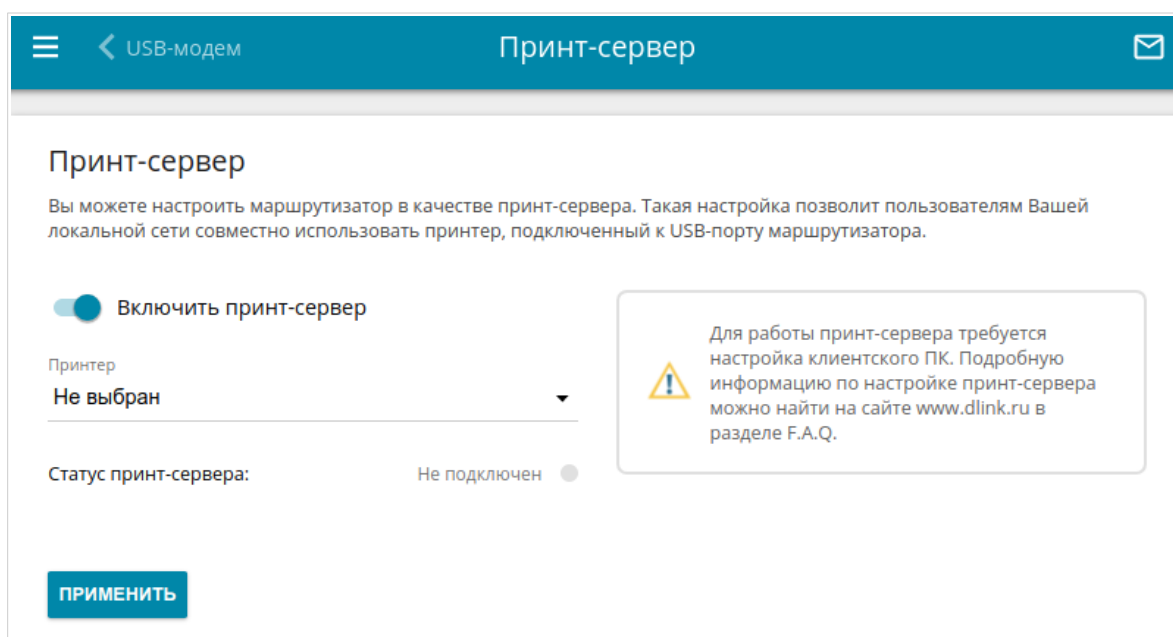 USB-модем
Принт-сервер
Принт-сервер
Вы можете настроить маршрутизатор в качестве принт-сервера. Такая настройка позволит пользователям Вашей
локальной сети совместно использовать принтер, подключенный к USB-порту маршрутизатора.
Включить принт-сервер
Принтер
Не выбран
Статус принт-сервера:
Не подключен
Для работы принт-сервера требуется
настройка клиентского ПК. Подробную
информацию по настройке принт-сервера
можно найти на сайте www.dlink.ru в
разделе F.A.Q.
ПРИМЕНИТЬ